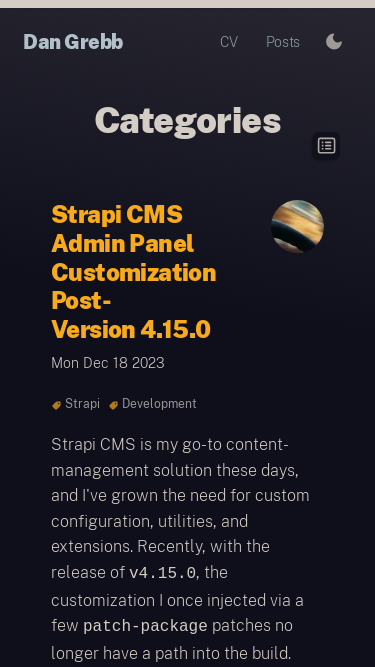 Dan Grebb
CV
Posts
Categories
Strapi CMS
Admin Panel
Customization
Post-
Version 4.15.0
Mon Dec 18 2023
Strapi
Development
Strapi CMS is my go-to content-
management solution these days,
and I've grown the need for custom
configuration, utilities, and
extensions. Recently, with the
release of v4.15.0, the
customization I once injected via a
few patch-package patches no
longer have a path into the build.